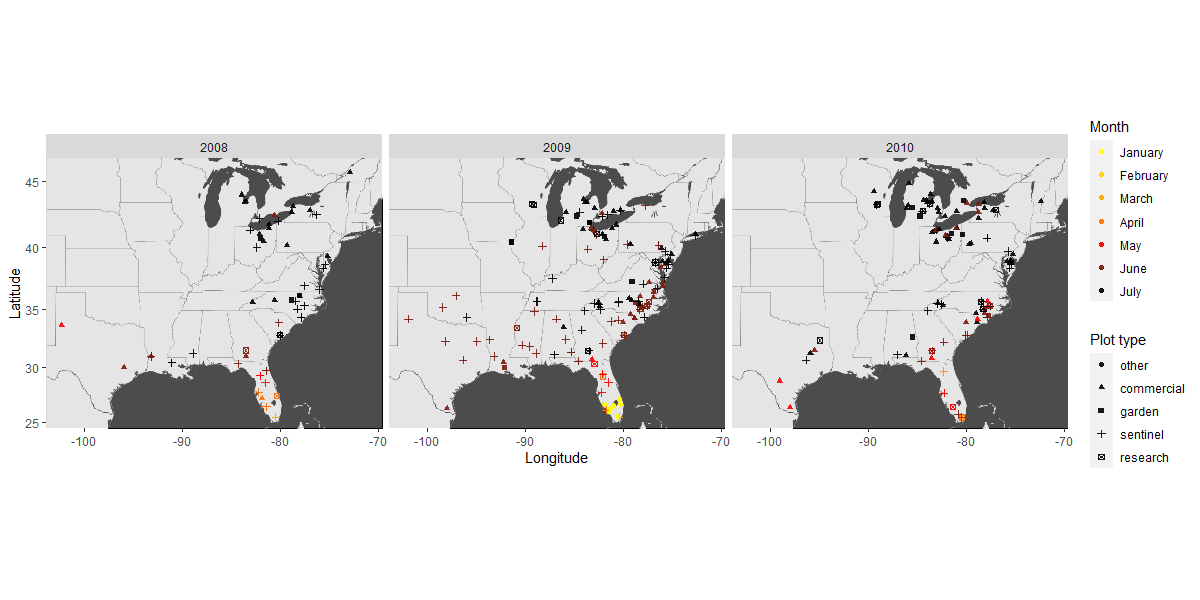 2008 2009 2010
45
40
35
30
25
Latitude
-100 -90 -80 -70 -100 -90 -80 -70 -100 -90 -80 -70
Longitude
Month
January
February
March
April
May
June
July
Plot type
other
commercial
garden
sentinel
research